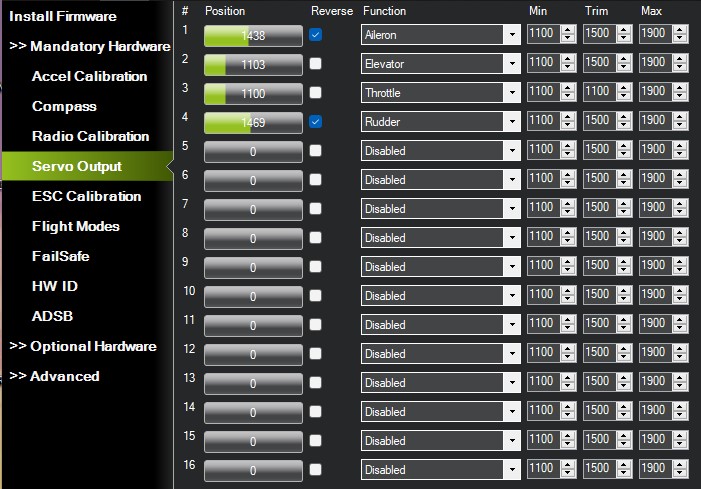 Install Firmware
>> Mandatory Hardware
Accel Calibration
Compass
Radio Calibration
Servo Output
ESC Calibration
Flight Modes
FailSafe
HW ID
ADSB
>> Optional Hardware
>> Advanced
# Position Reverse Function Min Trim Max
1 1438 Aileron 1100 1500 1900
2 1103 Elevator 1100 1500 1900
3 1100 Throttle 1100 1100 1900
4 1469 Rudder 1100 1500 1900
5 0 Disabled 1100 1500 1900
6 0 Disabled 1100 1500 1900
7 0 Disabled 1100 1500 1900
8 0 Disabled 1100 1500 1900
9 0 Disabled 1100 1500 1900
10 0 Disabled 1100 1500 1900
11 0 Disabled 1100 1500 1900
12 0 Disabled 1100 1500 1900
13 0 Disabled 1100 1500 1900
14 0 Disabled 1100 1500 1900
15 0 Disabled 1100 1500 1900
16 0 Disabled 1100 1500 1900